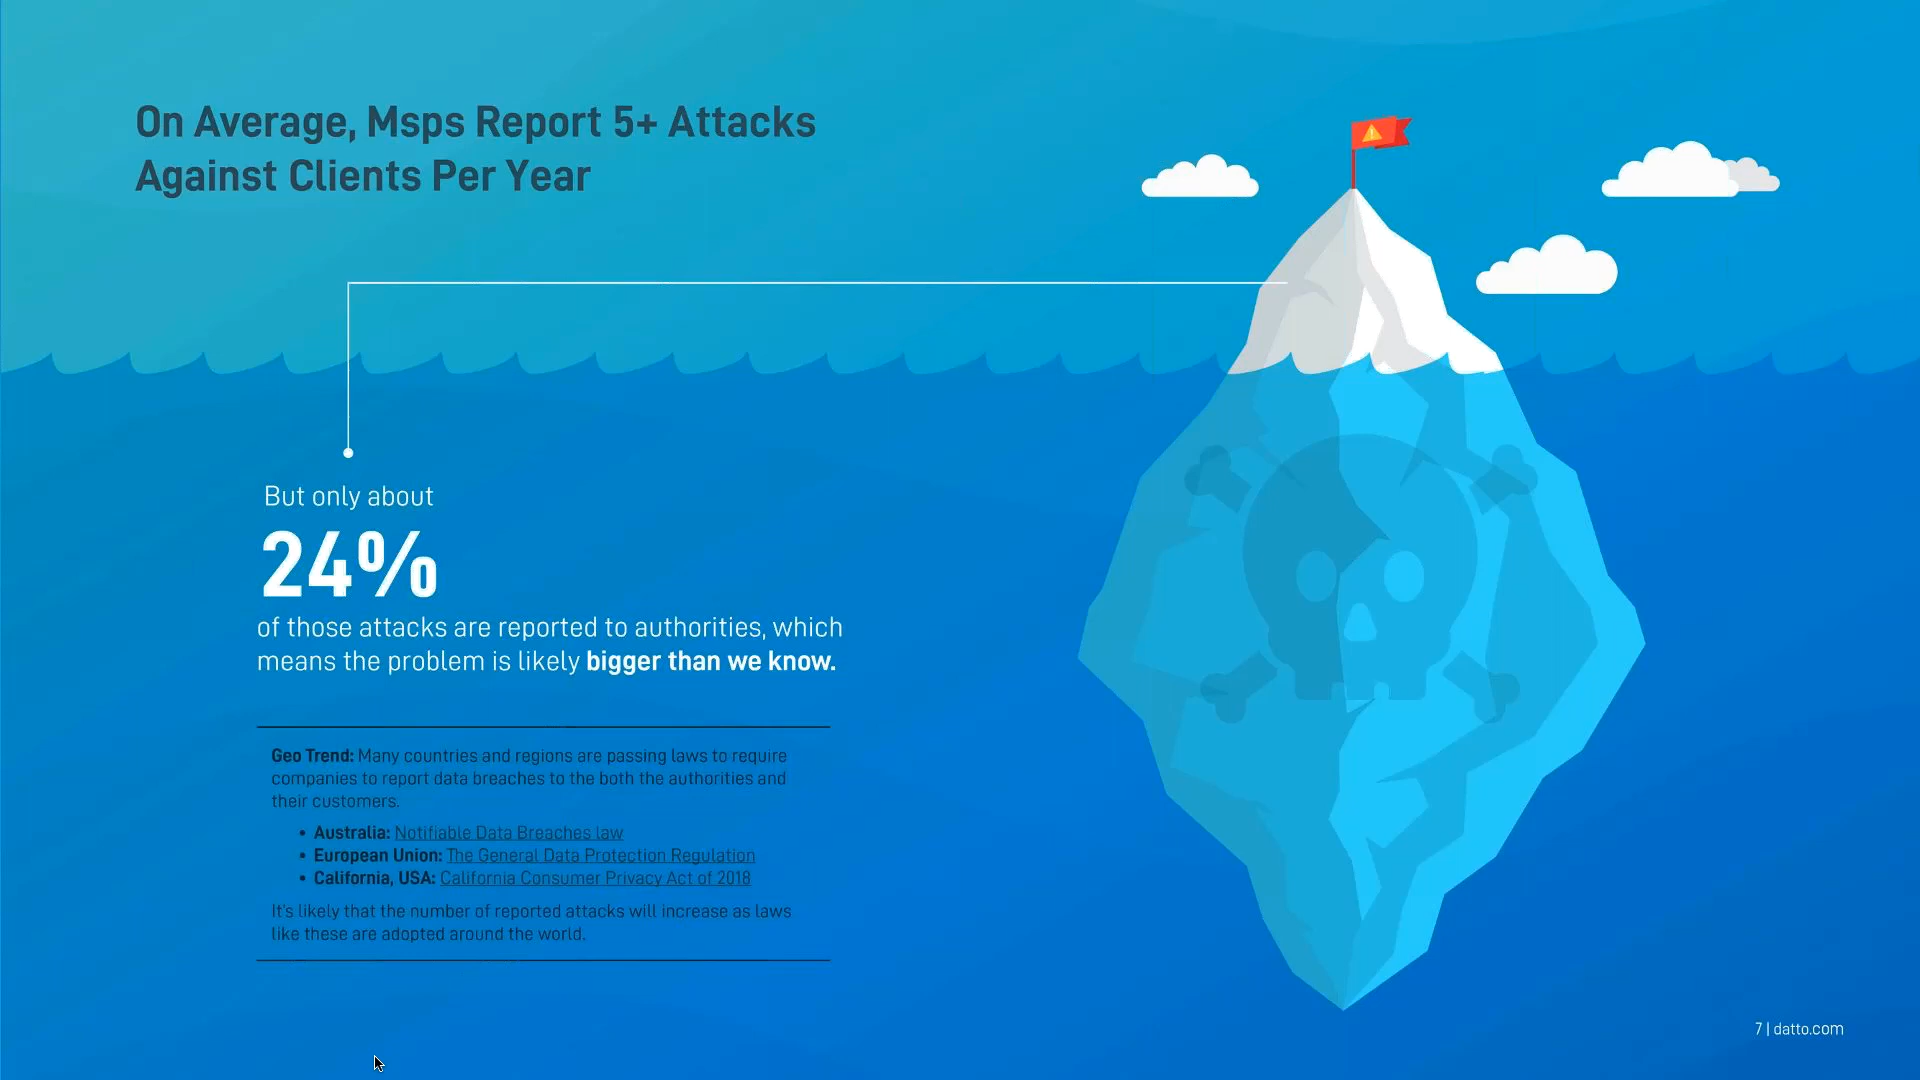 On Average, Msps Report 5+ Attacks
Against Clients Per Year
But only about
24%
of those attacks are reported to authorities, which
means the problem is likely bigger than we know.
Geo Trend: Many countries and regions are passing laws to require
companies to report data breaches to the both the authorities and
their customers.
• Australia: Notifiable Data Breaches law
• European Union: The General Data Protection Regulation
• California, USA: California Consumer Privacy Act of 2018
It's likely that the number of reported attacks will increase as laws
like these are adopted around the world.
7 | datto.com